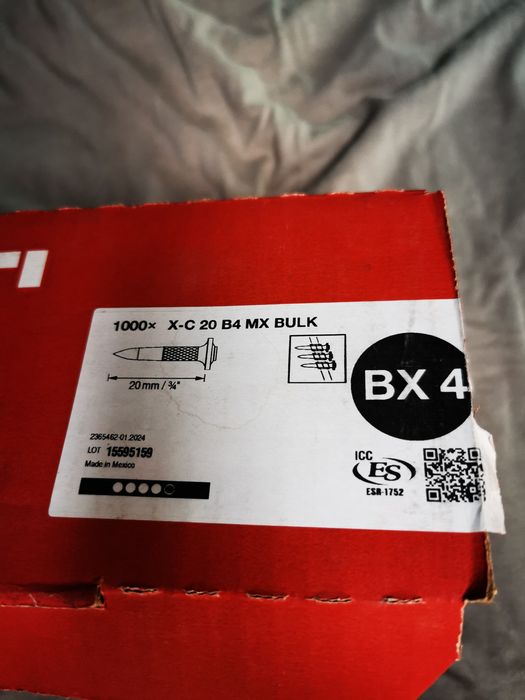 1000× X-C 20 B4 MX BULK
20 mm / ¾"
BX 4
2365462-01.2024
LOT 15595159
Made in Mexico
ICC
ES
ESR-1752